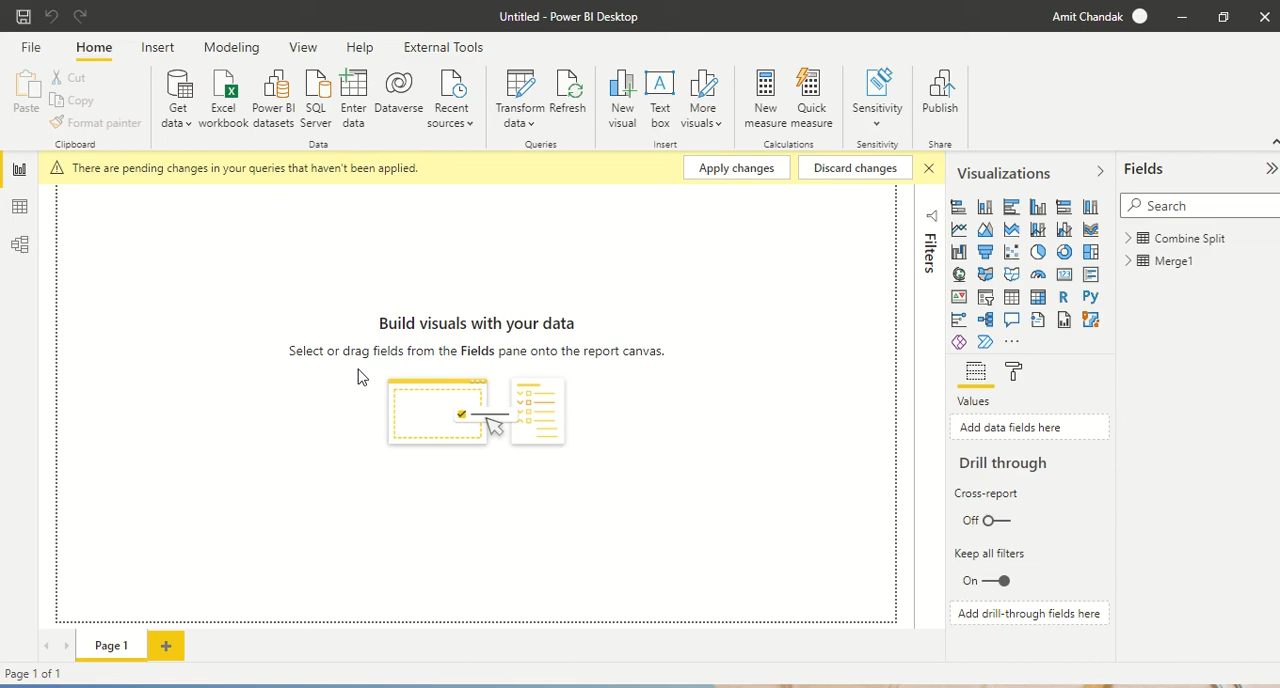 Untitled - Power BI Desktop
Amit Chandak
File Home Insert Modeling View Help External Tools
Paste
Cut
Copy
Format painter
Clipboard
Get data
Excel workbook
Power BI datasets
SQL Server
Enter data
Dataverse
Recent sources
Data
Transform data
Refresh
Queries
New visual
A
Text box
More visuals
Insert
New measure
Quick measure
Calculations
Sensitivity
Sensitivity
Publish
Share
There are pending changes in your queries that haven't been applied.
Apply changes
Discard changes
Filters
Build visuals with your data
Select or drag fields from the Fields pane onto the report canvas.
Visualizations
123
R
Py
Values
Add data fields here
Drill through
Cross-report
Off
Keep all filters
On
Add drill-through fields here
Fields
Search
Combine Split
Merge1
Page 1
Page 1 of 1